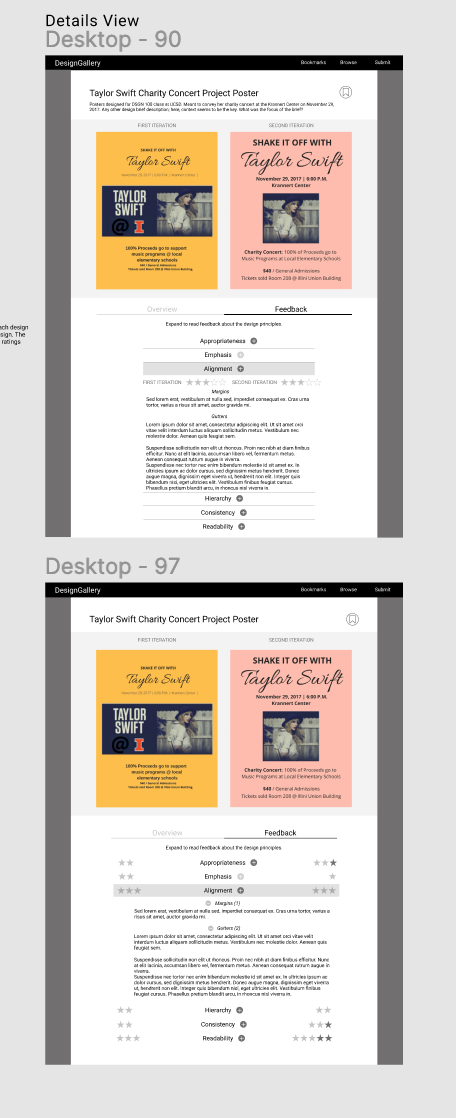 Details View
Desktop - 90
DesignGallery
Bookmarks Browse Submit
Taylor Swift Charity Concert Project Poster
Posters designed for DSGN 100 class at UCSD. Meant to convey her charity concert at the Krannert Center on November 29,
2017. Any other design brief description; here, context seems to be the key. What was the focus of the brief?
FIRST ITERATION SECOND ITERATION
SHAKE IT OFF WITH
Taylor Swift
November 29, 2017 | 6:00 P.M. | Krannert Center |
TAYLOR
SWIFT
@ I
100% Proceeds go to support
music programs @ local
elementary schools
$40 / General Admissions
Tickets sold Room 208 @ Illini Union Building
SHAKE IT OFF WITH
Taylor Swift
November 29, 2017 | 6:00 P.M.
Krannert Center
Charity Concert: 100% of Proceeds go to
Music Programs at Local Elementary Schools
$40 / General Admissions
Tickets sold Room 208 @ Illini Union Building
ach design
sign. The
ratings
Overview Feedback
Expand to read feedback about the design principles.
Appropriateness
Emphasis
Alignment
FIRST ITERATION SECOND ITERATION
Margins
Sed lorem erat, vestibulum at nulla sed, imperdiet consequat ex. Cras urna
tortor, varius a risus sit amet, auctor gravida mi.
Gutters
Lorem ipsum dolor sit amet, consectetur adipiscing elit. Ut sit amet orci
vitae velit interdum luctus aliquam sollicitudin metus. Vestibulum nec
molestie dolor. Aenean quis feugiat sem.
Suspendisse sollicitudin non elit ut rhoncus. Proin nec nibh at diam finibus
efficitur. Nunc at elit lacinia, accumsan libero vel, fermentum metus.
Aenean consequat rutrum augue in viverra.
Suspendisse nec tortor nec enim bibendum molestie id sit amet ex. In
ultricies ipsum ac dolor cursus, sed dignissim metus cursus. Donec
augue magna, dignissim et vestibulum ut, hendrerit non elit. Integer quis
bibendum nisl, eget ultricies elit. Vestibulum finibus feugiat cursus.
Phasellus pretium blandit arcu, in rhoncus nisl viverra in.
Hierarchy
Consistency
Readability
Desktop - 97
DesignGallery
Bookmarks Browse Submit
Taylor Swift Charity Concert Project Poster
FIRST ITERATION SECOND ITERATION
SHAKE IT OFF WITH
Taylor Swift
November 29, 2017 | 6:00 P.M. | Krannert Center |
TAYLOR
SWIFT
@ I
100% Proceeds go to support
music programs @ local
elementary schools
$40 / General Admissions
Tickets sold Room 208 @ Illini Union Building
SHAKE IT OFF WITH
Taylor Swift
November 29, 2017 | 6:00 P.M.
Krannert Center
Charity Concert: 100% of Proceeds go to
Music Programs at Local Elementary Schools
$40 / General Admissions
Tickets sold Room 208 @ Illini Union Building
Overview Feedback
Expand to read feedback about the design principles.
Appropriateness
Emphasis
Alignment
Margins (1)
Sed lorem erat, vestibulum at nulla sed, imperdiet consequat ex. Cras urna tortor, varius a
risus sit amet, auctor gravida mi.
Gutters (2)
Lorem ipsum dolor sit amet, consectetur adipiscing elit. Ut sit amet orci vitae velit
interdum luctus aliquam sollicitudin metus. Vestibulum nec molestie dolor. Aenean quis
feugiat sem.
Suspendisse sollicitudin non elit ut rhoncus. Proin nec nibh at diam finibus efficitur. Nunc
at elit lacinia, accumsan libero vel, fermentum metus. Aenean consequat rutrum augue in
viverra.
Suspendisse nec tortor nec enim bibendum molestie id sit amet ex. In ultricies ipsum ac
dolor cursus, sed dignissim metus cursus. Donec augue magna, dignissim et vestibulum
ut, hendrerit non elit. Integer quis bibendum nisl, eget ultricies elit. Vestibulum finibus
feugiat cursus. Phasellus pretium blandit arcu, in rhoncus nisl viverra in.
Hierarchy
Consistency
Readability